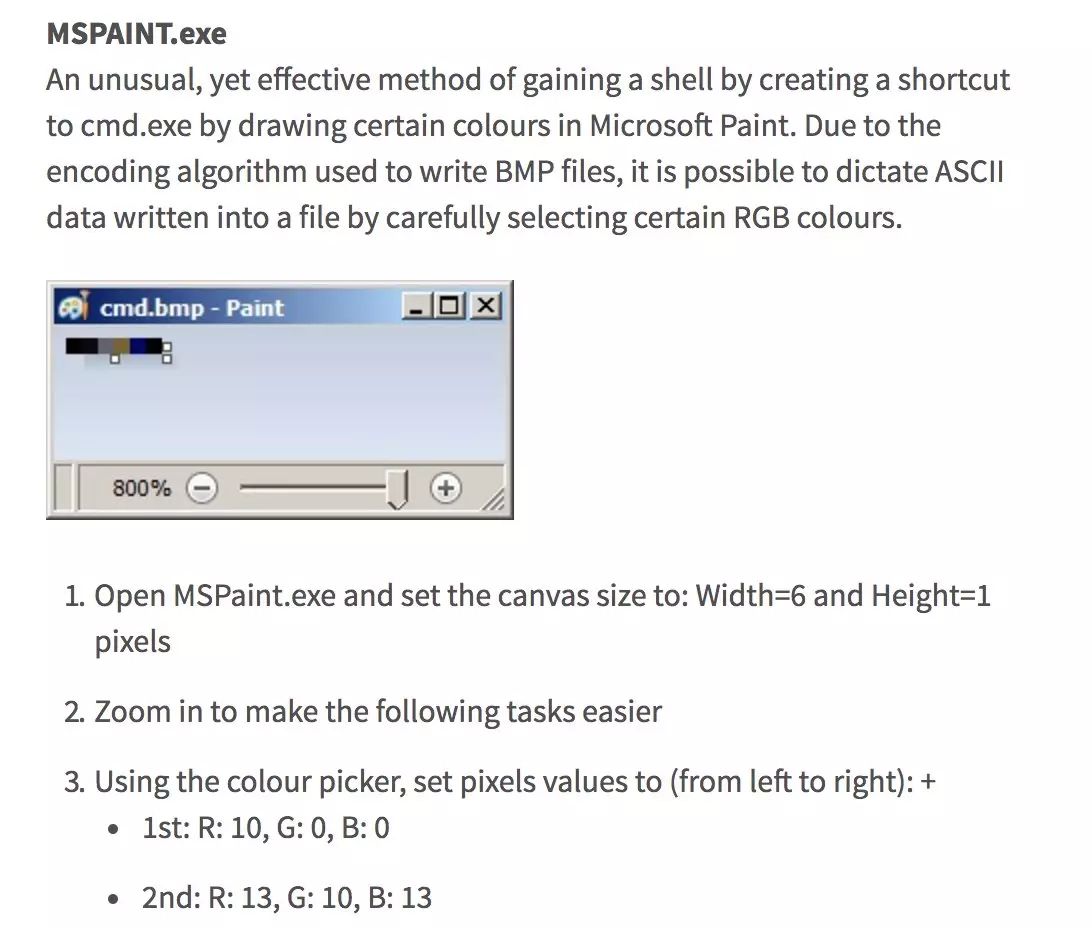 MSPAINT.exe
An unusual, yet effective method of gaining a shell by creating a shortcut
to cmd.exe by drawing certain colours in Microsoft Paint. Due to the
encoding algorithm used to write BMP files, it is possible to dictate ASCII
data written into a file by carefully selecting certain RGB colours.
cmd.bmp - Paint
800%
1. Open MSPaint.exe and set the canvas size to: Width=6 and Height=1
pixels
2. Zoom in to make the following tasks easier
3. Using the colour picker, set pixels values to (from left to right): +
• 1st: R: 10, G: 0, B: 0
• 2nd: R: 13, G: 10, B: 13